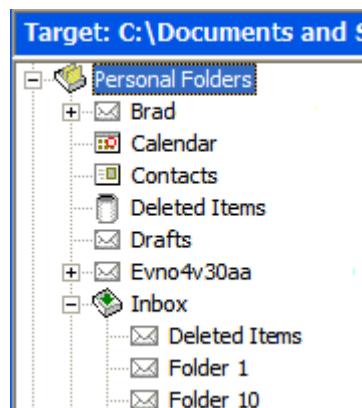 Target: C:\Documents and S
Personal Folders
Brad
Calendar
Contacts
Deleted Items
Drafts
Evno4v30aa
Inbox
Deleted Items
Folder 1
Folder 10